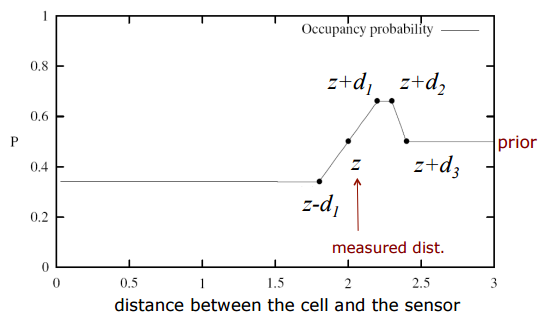 1
Occupancy probability
0.8
z+d1 z+d2
0.6
P
prior
0.4
z
z+d3
z-d1
0.2
measured dist.
0
0 0.5 1 1.5 2 2.5 3
distance between the cell and the sensor